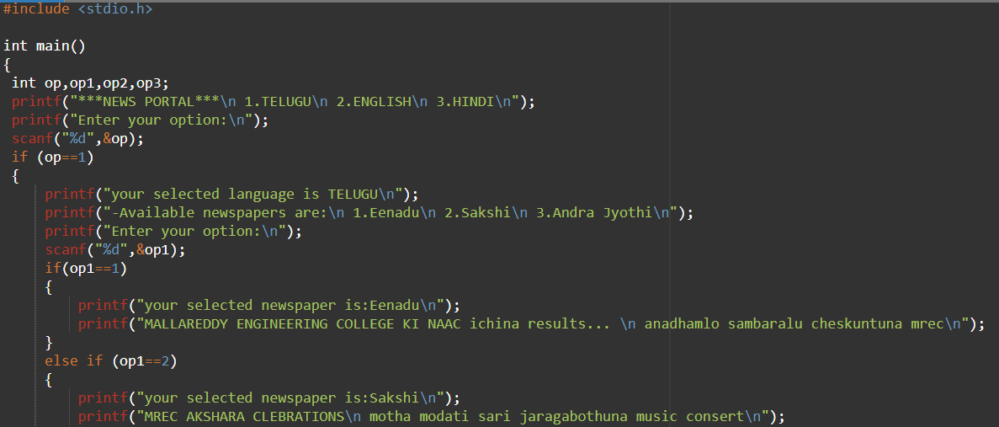 #include <stdio.h>
int main()
{
int op,op1,op2,op3;
printf("***NEWS PORTAL***\n 1.TELUGU\n 2.ENGLISH\n 3.HINDI\n");
printf("Enter your option:\n");
scanf("%d",&op);
if (op==1)
{
printf("your selected language is TELUGU\n");
printf("-Available newspapers are:\n 1.Eenadu\n 2.Sakshi\n 3.Andra Jyothi\n");
printf("Enter your option:\n");
scanf("%d",&op1);
if(op1==1)
{
printf("your selected newspaper is:Eenadu\n");
printf("MALLAREDDY ENGINEERING COLLEGE KI NAAC ichina results... \n anadhamlo sambaralu cheskuntuna mrec\n");
}
else if (op1==2)
{
printf("your selected newspaper is:Sakshi\n");
printf("MREC AKSHARA CLEBRATIONS\n motha modati sari jaragabothuna music consert\n");